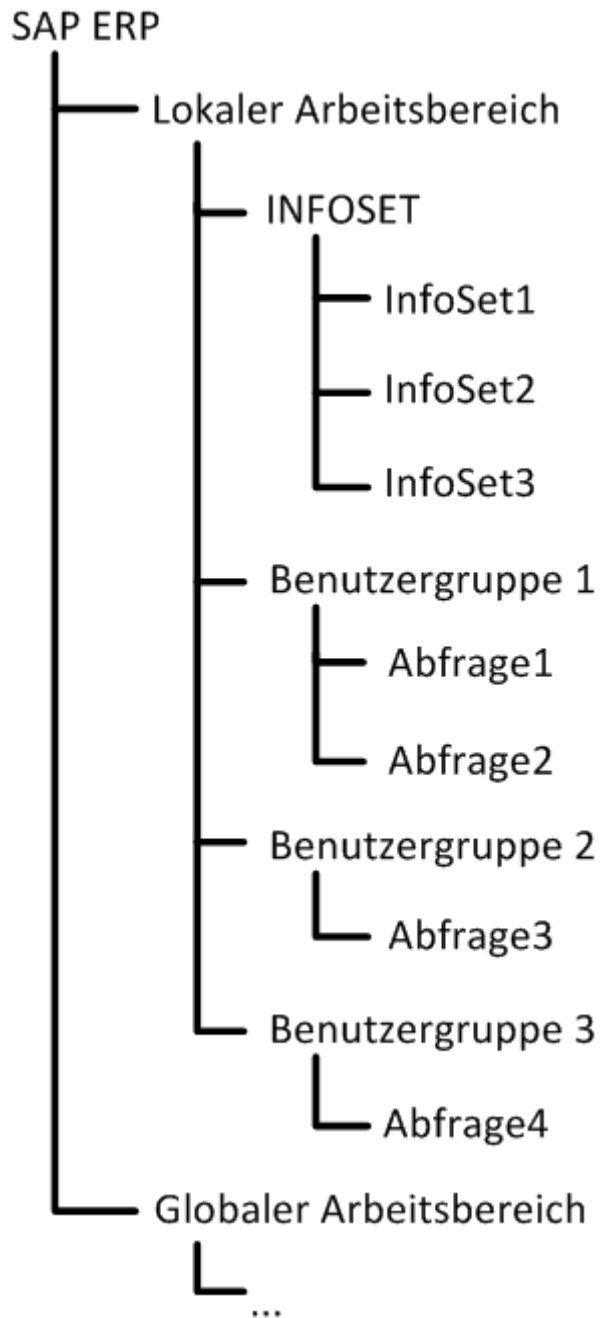 SAP ERP
Lokaler Arbeitsbereich
INFOSET
InfoSet1
InfoSet2
InfoSet3
Benutzergruppe 1
Abfrage1
Abfrage2
Benutzergruppe 2
Abfrage3
Benutzergruppe 3
Abfrage4
Globaler Arbeitsbereich
...